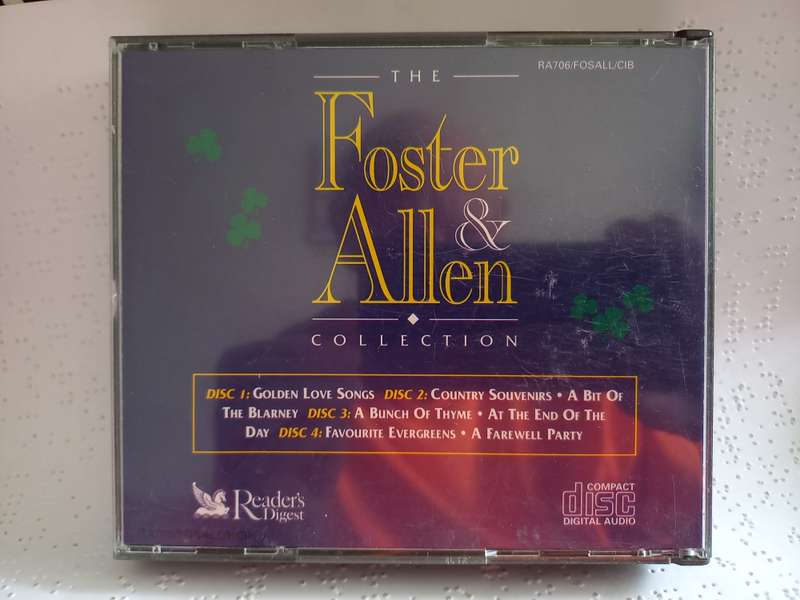 RA706/FOSALL/CIB
THE
Foster
&
Allen
COLLECTION
DISC 1: GOLDEN LOVE SONGS DISC 2: COUNTRY SOUVENIRS • A BIT OF
THE BLARNEY DISC 3: A BUNCH OF THYME • AT THE END OF THE
DAY DISC 4: FAVOURITE EVERGREENS • A FAREWELL PARTY
Reader's
Digest
COMPACT
disc
DIGITAL AUDIO